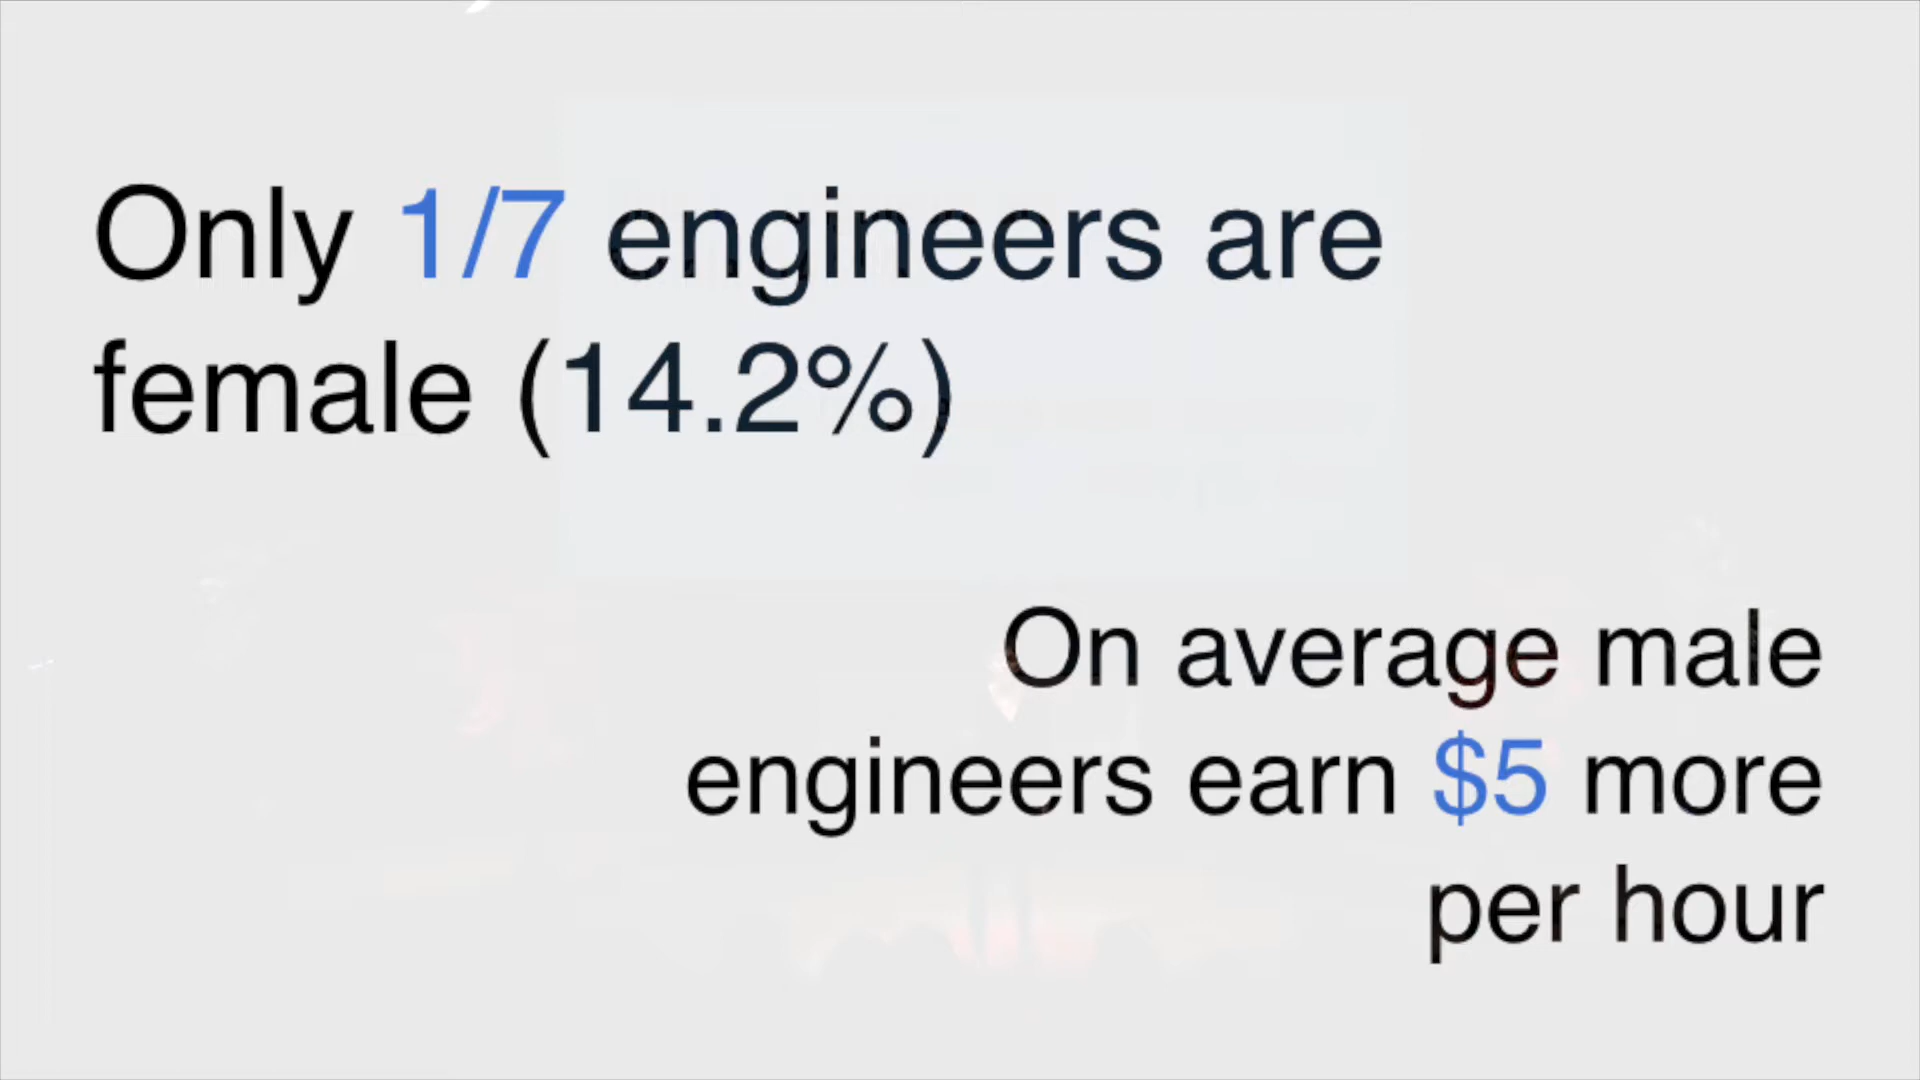 Only 1/7 engineers are
female (14.2%)
On average male
engineers earn $5 more
per hour